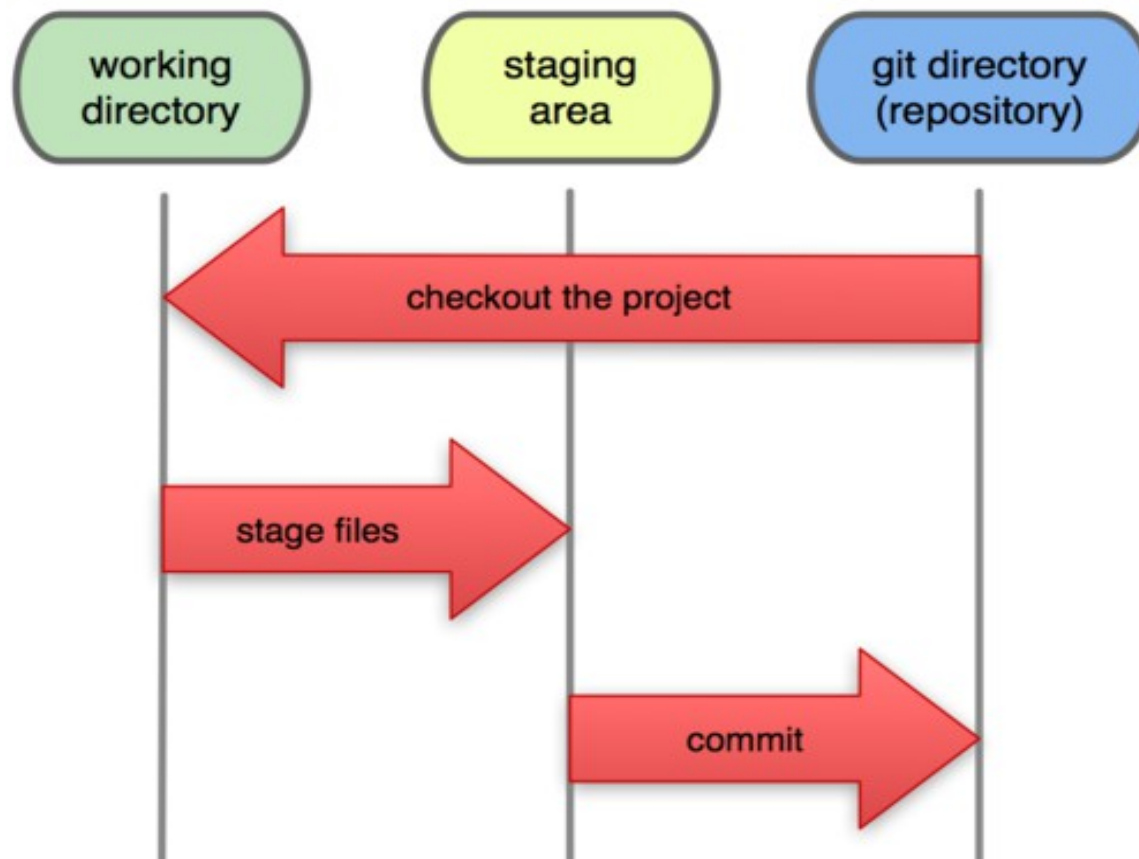 working
directory
staging
area
git directory
(repository)
checkout the project
stage files
commit